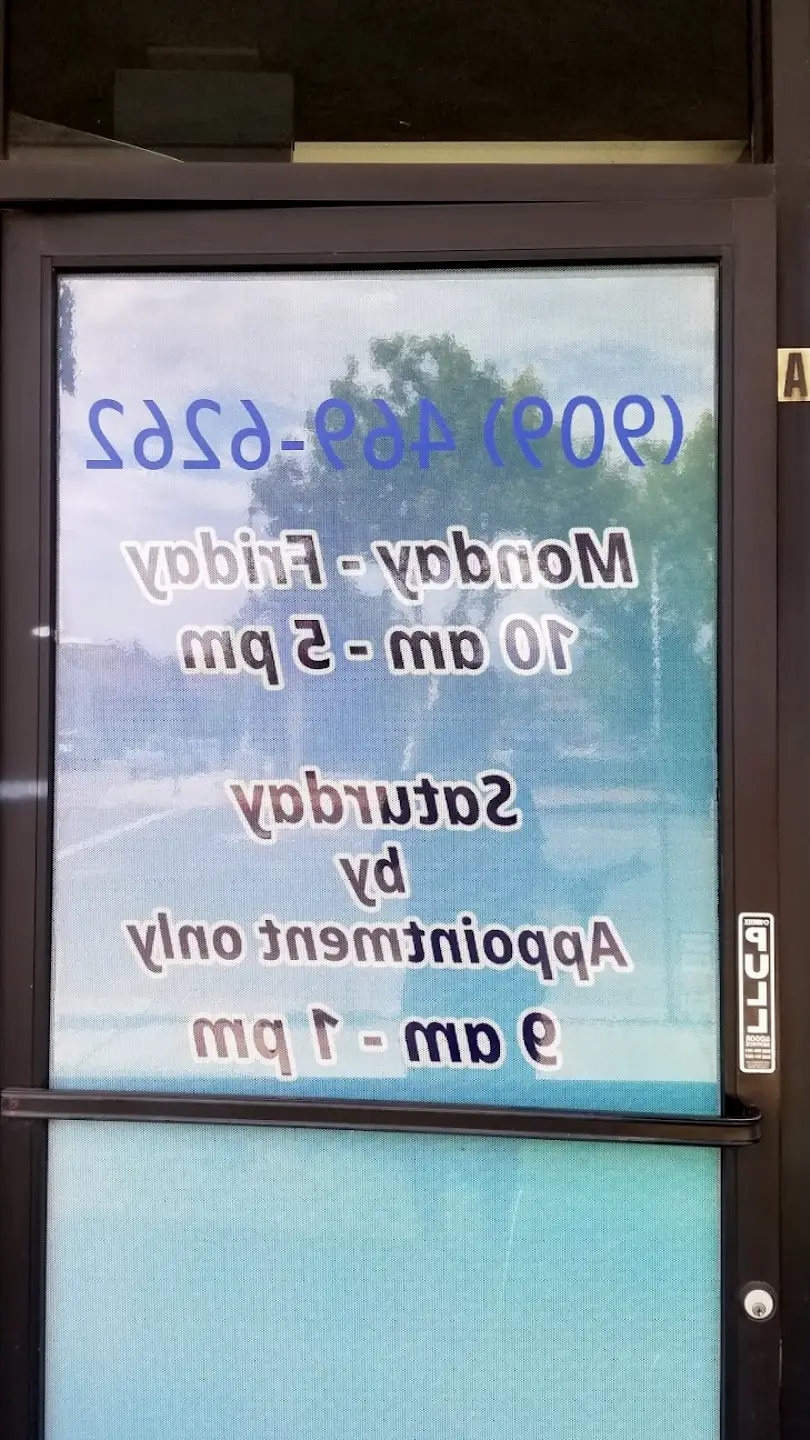 (909) 469-6262
Monday - Friday
10 am - 5 pm
Saturday
by
Appointment only
9 am - 1 pm
A
PULL